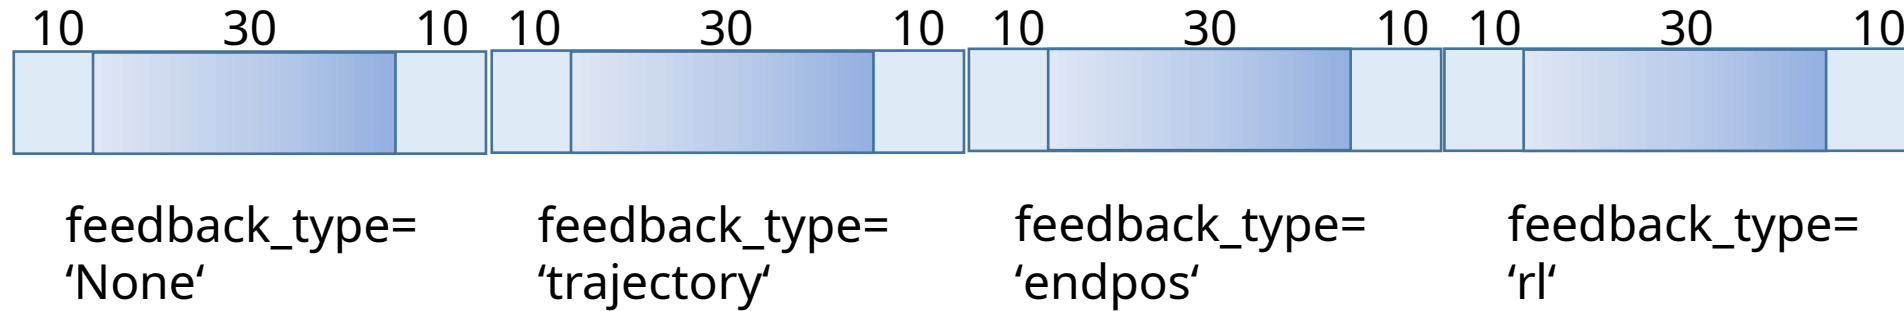 10 30 10 10 30 10 10 30 10 10 30 10
feedback_type=
‘None‘
feedback_type=
‘trajectory‘
feedback_type=
‘endpos‘
feedback_type=
‘rl‘